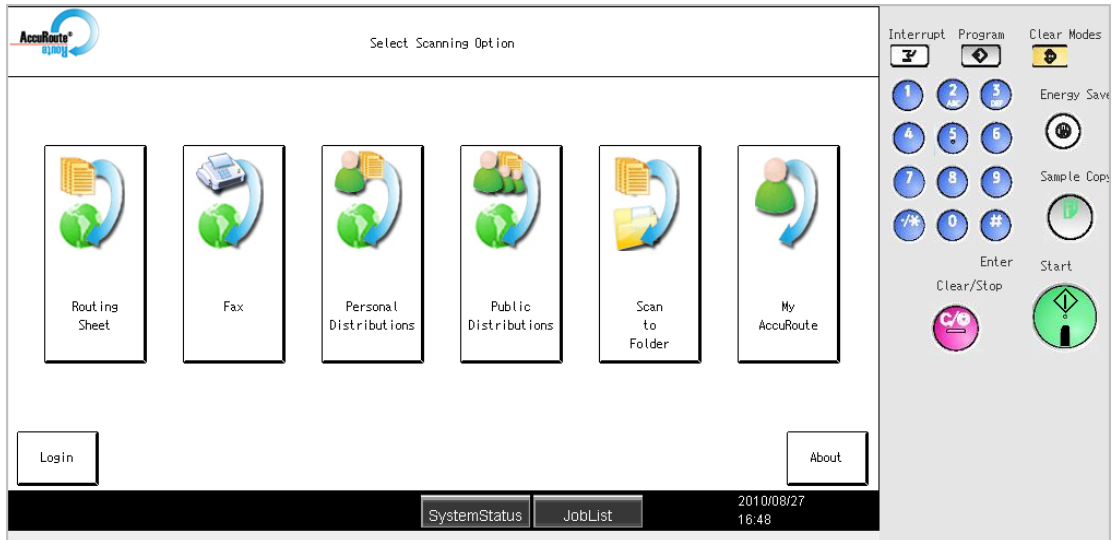 AccuRoute®
Route
Select Scanning Option
Routing
Sheet
Fax
Personal
Distributions
Public
Distributions
Scan
to
Folder
My
AccuRoute
Login
About
SystemStatus
JobList
2010/08/27
16:48
Interrupt
Program
Clear Modes
1
2
ABC
3
DEF
Energy Save
4
5
6
Sample Copy
7
8
9
·/*
0
#
Enter
Start
Clear/Stop
C/